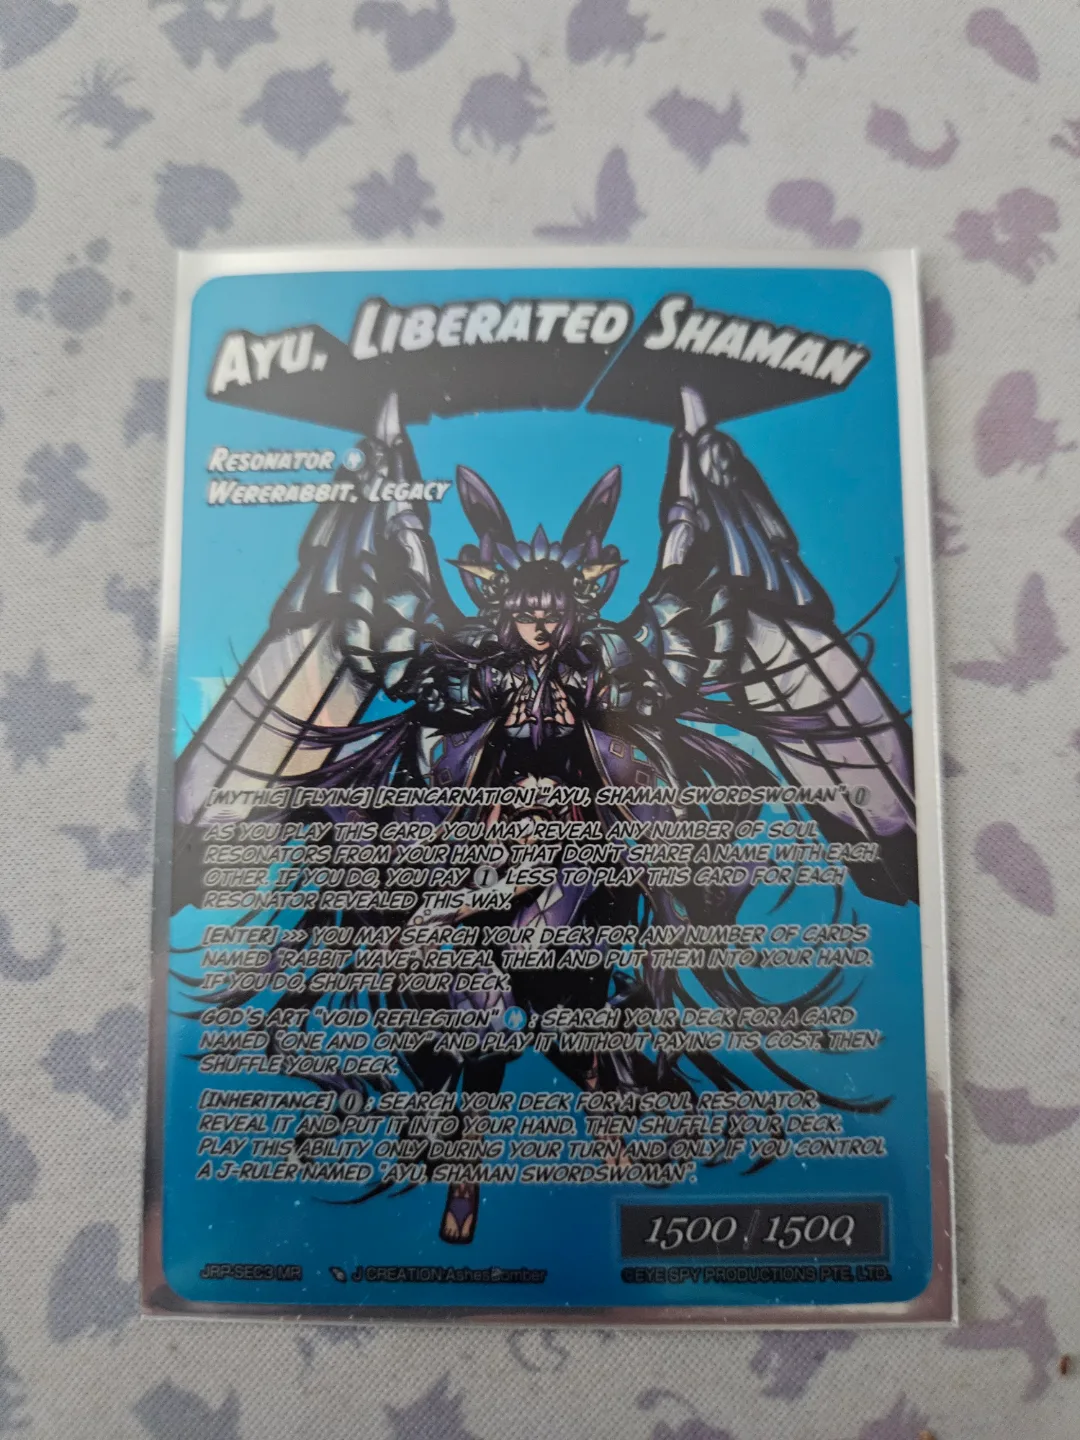 AYU, LIBERATED SHAMAN
RESONATOR
WERERABBIT, LEGACY
[MYTHIC] [FLYING] [REINCARNATION] "AYU, SHAMAN SWORDSWOMAN" 0
AS YOU PLAY THIS CARD, YOU MAY REVEAL ANY NUMBER OF SOUL
RESONATORS FROM YOUR HAND THAT DON'T SHARE A NAME WITH EACH
OTHER. IF YOU DO, YOU PAY 1 LESS TO PLAY THIS CARD FOR EACH
RESONATOR REVEALED THIS WAY.
[ENTER] >>> YOU MAY SEARCH YOUR DECK FOR ANY NUMBER OF CARDS
NAMED "RABBIT WAVE", REVEAL THEM AND PUT THEM INTO YOUR HAND.
IF YOU DO, SHUFFLE YOUR DECK.
GOD'S ART "VOID REFLECTION" : SEARCH YOUR DECK FOR A CARD
NAMED "ONE AND ONLY" AND PLAY IT WITHOUT PAYING ITS COST. THEN
SHUFFLE YOUR DECK.
[INHERITANCE] 0 : SEARCH YOUR DECK FOR A SOUL RESONATOR,
REVEAL IT AND PUT IT INTO YOUR HAND. THEN SHUFFLE YOUR DECK.
PLAY THIS ABILITY ONLY DURING YOUR TURN AND ONLY IF YOU CONTROL
A J-RULER NAMED "AYU, SHAMAN SWORDSWOMAN".
1500 / 1500
JRP-SEC3 MR J CREATION AshesBomber ©EYE SPY PRODUCTIONS PTE. LTD.